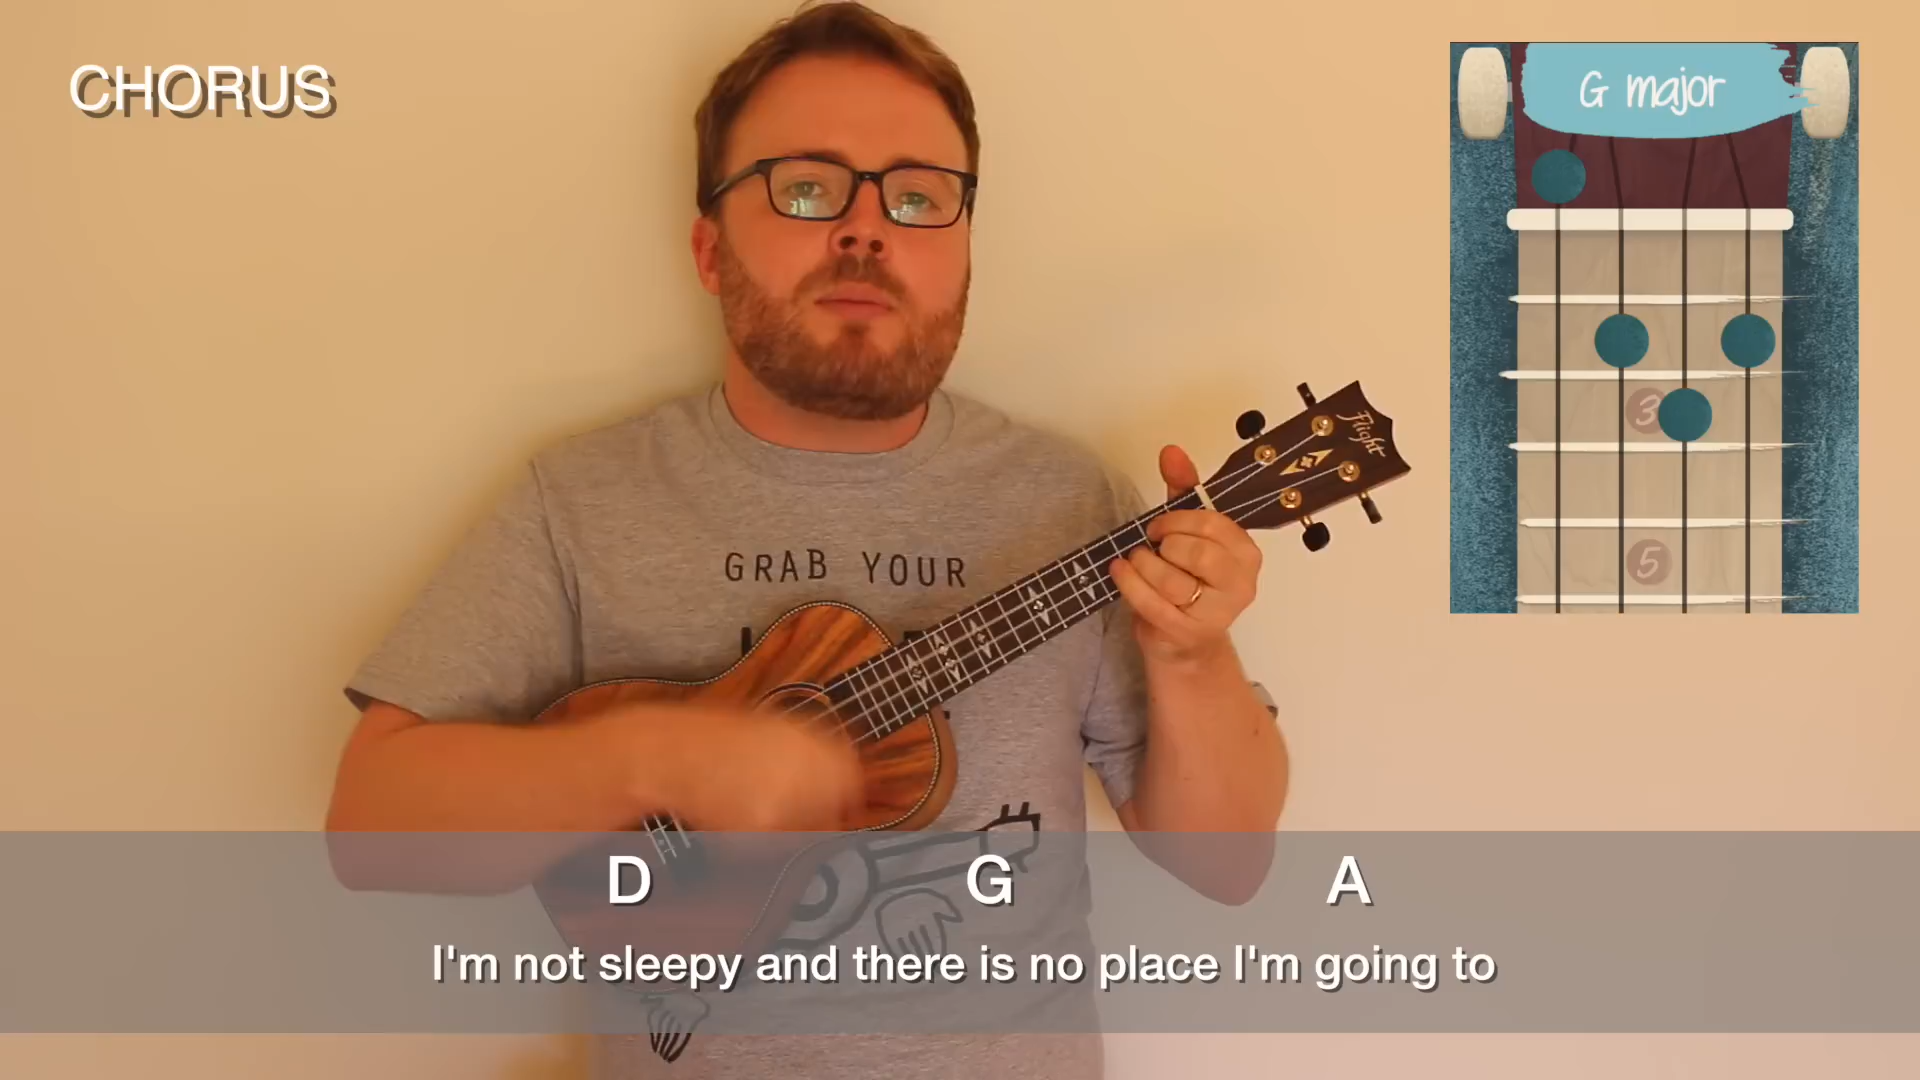 CHORUS
G major
3
5
Flight
GRAB YOUR
D G A
I'm not sleepy and there is no place I'm going to